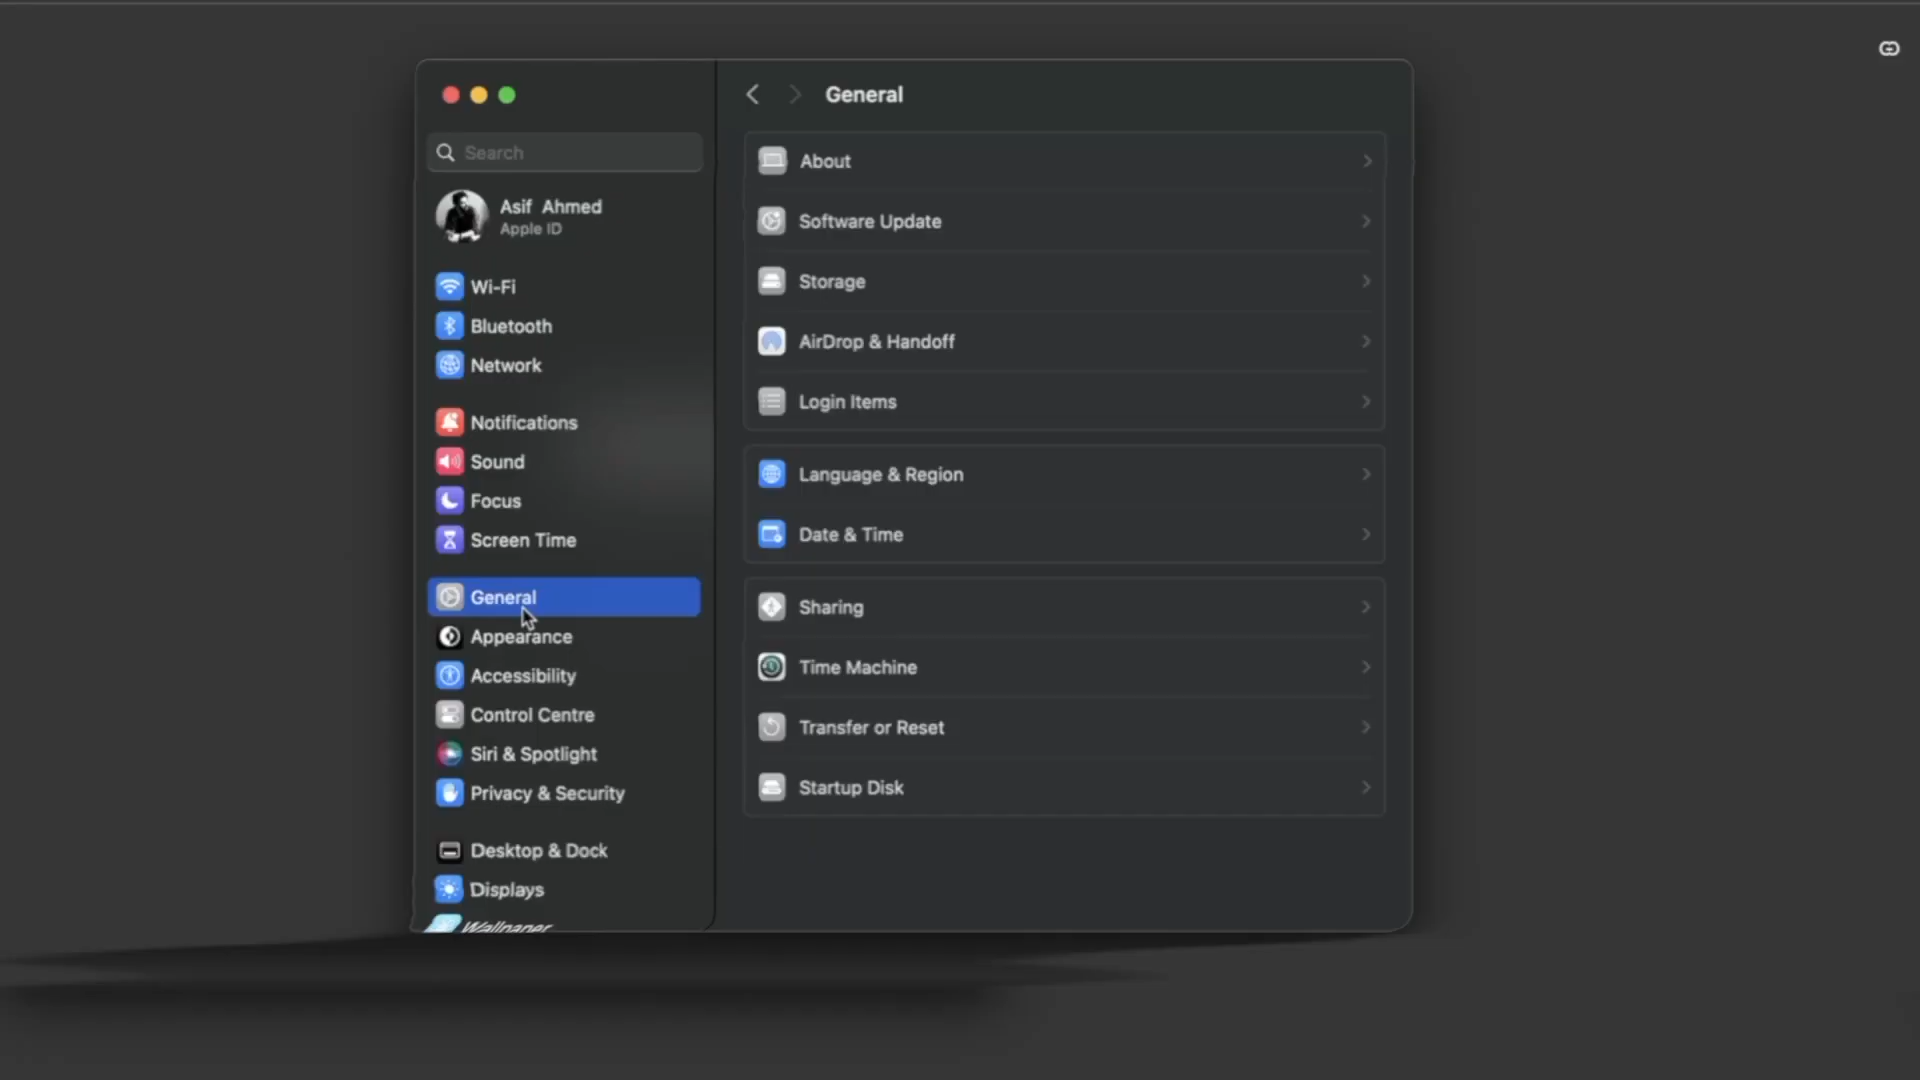 General
Search
Asif Ahmed
Apple ID
Wi-Fi
Bluetooth
Network
Notifications
Sound
Focus
Screen Time
General
Appearance
Accessibility
Control Centre
Siri & Spotlight
Privacy & Security
Desktop & Dock
Displays
Wallpaper
About
Software Update
Storage
AirDrop & Handoff
Login Items
Language & Region
Date & Time
Sharing
Time Machine
Transfer or Reset
Startup Disk